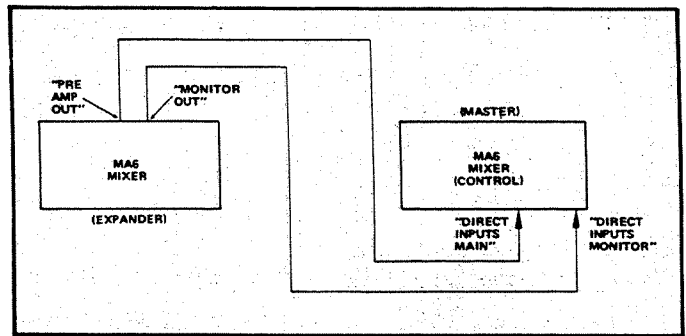 "PRE
AMP
OUT"
"MONITOR
OUT"
MA6
MIXER
(EXPANDER)
(MASTER)
MA6
MIXER
(CONTROL)
"DIRECT
INPUTS
MAIN"
"DIRECT
INPUTS
MONITOR"